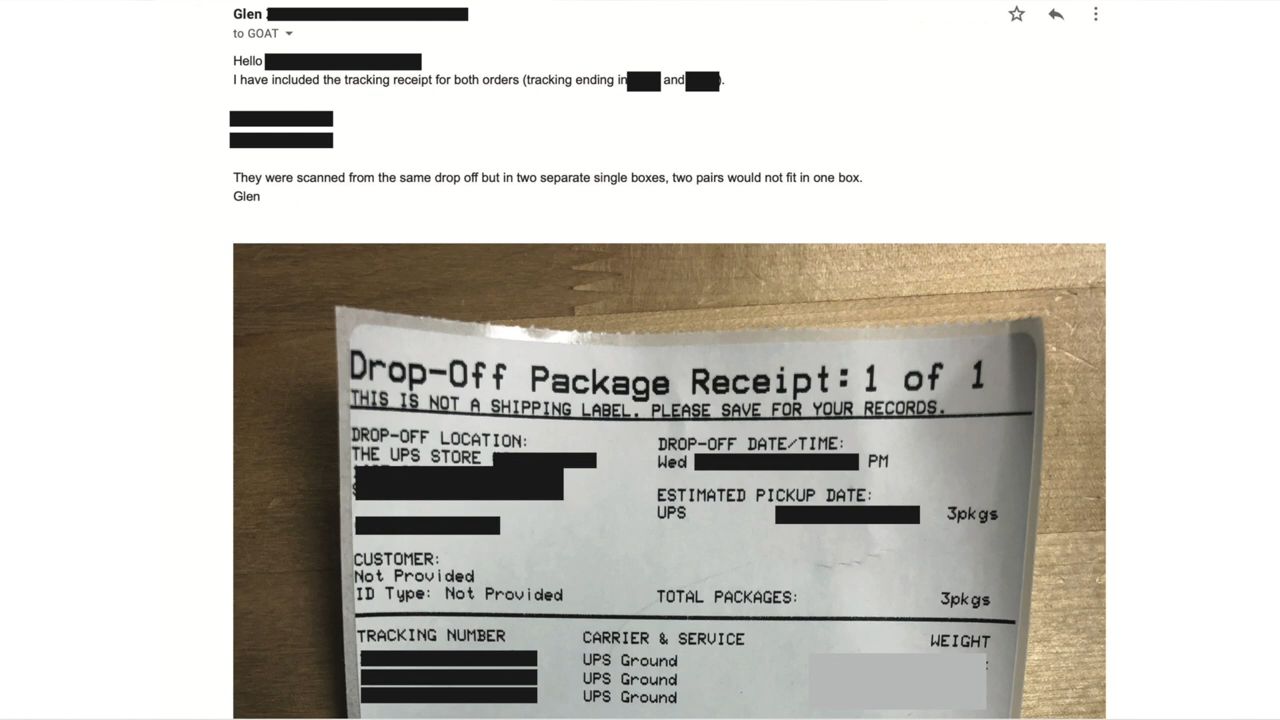 Glen
to GOAT
Hello
I have included the tracking receipt for both orders (tracking ending in and ).
They were scanned from the same drop off but in two separate single boxes, two pairs would not fit in one box.
Glen
Drop-Off Package Receipt: 1 of 1
THIS IS NOT A SHIPPING LABEL. PLEASE SAVE FOR YOUR RECORDS.
DROP-OFF LOCATION:
THE UPS STORE
DROP-OFF DATE/TIME:
Wed PM
ESTIMATED PICKUP DATE:
UPS 3pkgs
CUSTOMER:
Not Provided
ID Type: Not Provided
TOTAL PACKAGES: 3pkgs
TRACKING NUMBER CARRIER & SERVICE WEIGHT
UPS Ground
UPS Ground
UPS Ground